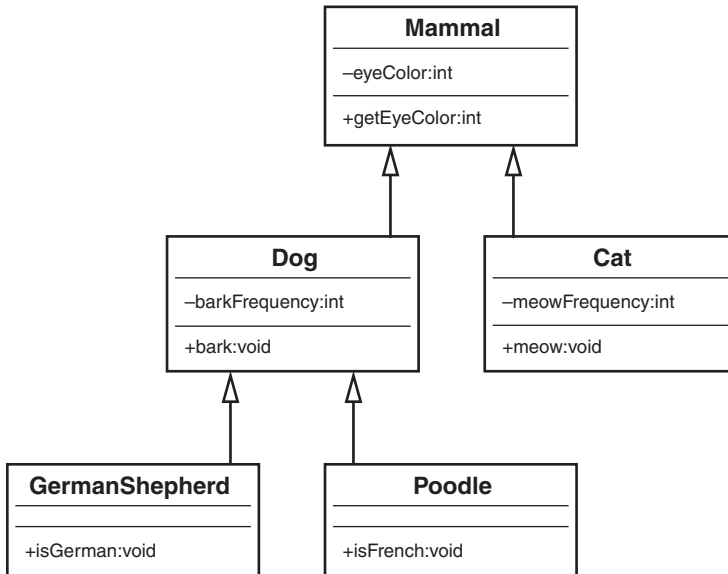 Mammal
–eyeColor:int
+getEyeColor:int
Dog
–barkFrequency:int
+bark:void
Cat
–meowFrequency:int
+meow:void
GermanShepherd
+isGerman:void
Poodle
+isFrench:void